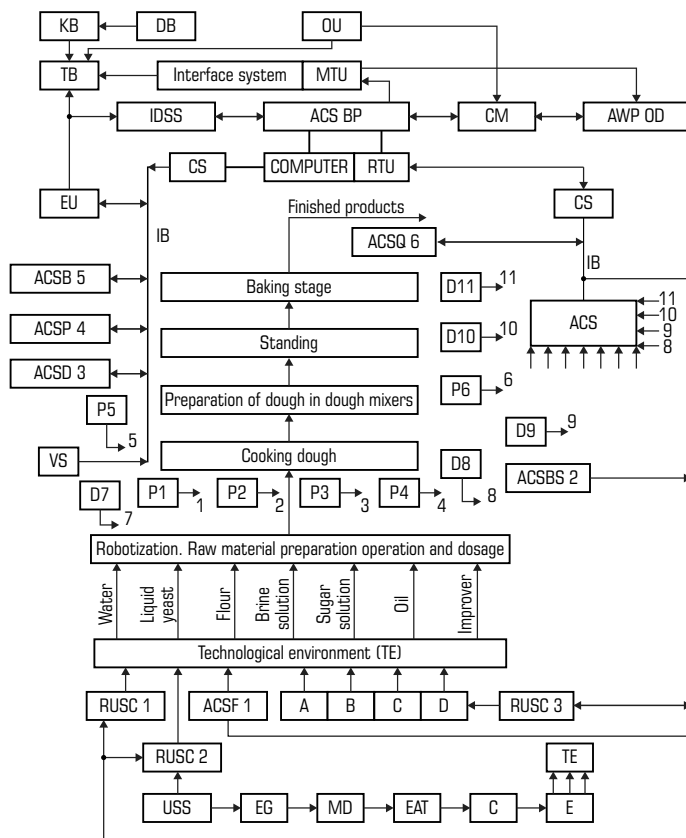 KB
DB
OU
TB
Interface system
MTU
IDSS
ACS BP
CM
AWP OD
CS
COMPUTER
RTU
EU
CS
Finished products
IB
ACSQ 6
IB
ACSB 5
Baking stage
D11
11
ACS
11
10
9
8
ACSP 4
Standing
D10
10
ACSD 3
Preparation of dough in dough mixers
P6
6
P5
5
D9
9
VS
Cooking dough
D8
8
ACSBS 2
D7
7
P1
1
P2
2
P3
3
P4
4
Robotization. Raw material preparation operation and dosage
Water
Liquid
yeast
Flour
Brine
solution
Sugar
solution
Oil
Improver
Technological environment (TE)
RUSC 1
ACSF 1
A
B
C
D
RUSC 3
RUSC 2
TE
USS
EG
MD
EAT
C
E